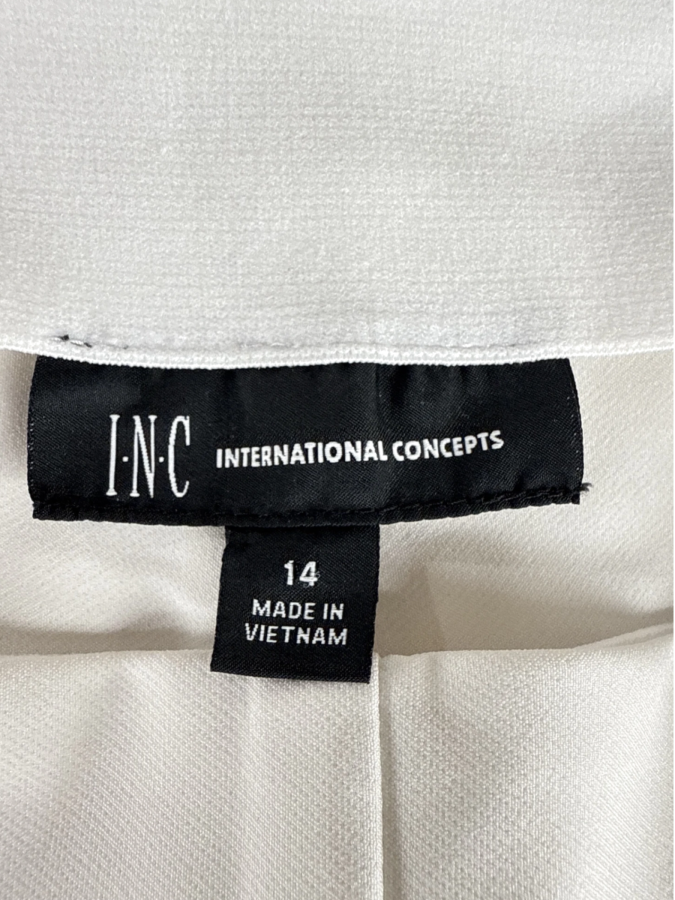 I·N·C INTERNATIONAL CONCEPTS
14
MADE IN
VIETNAM